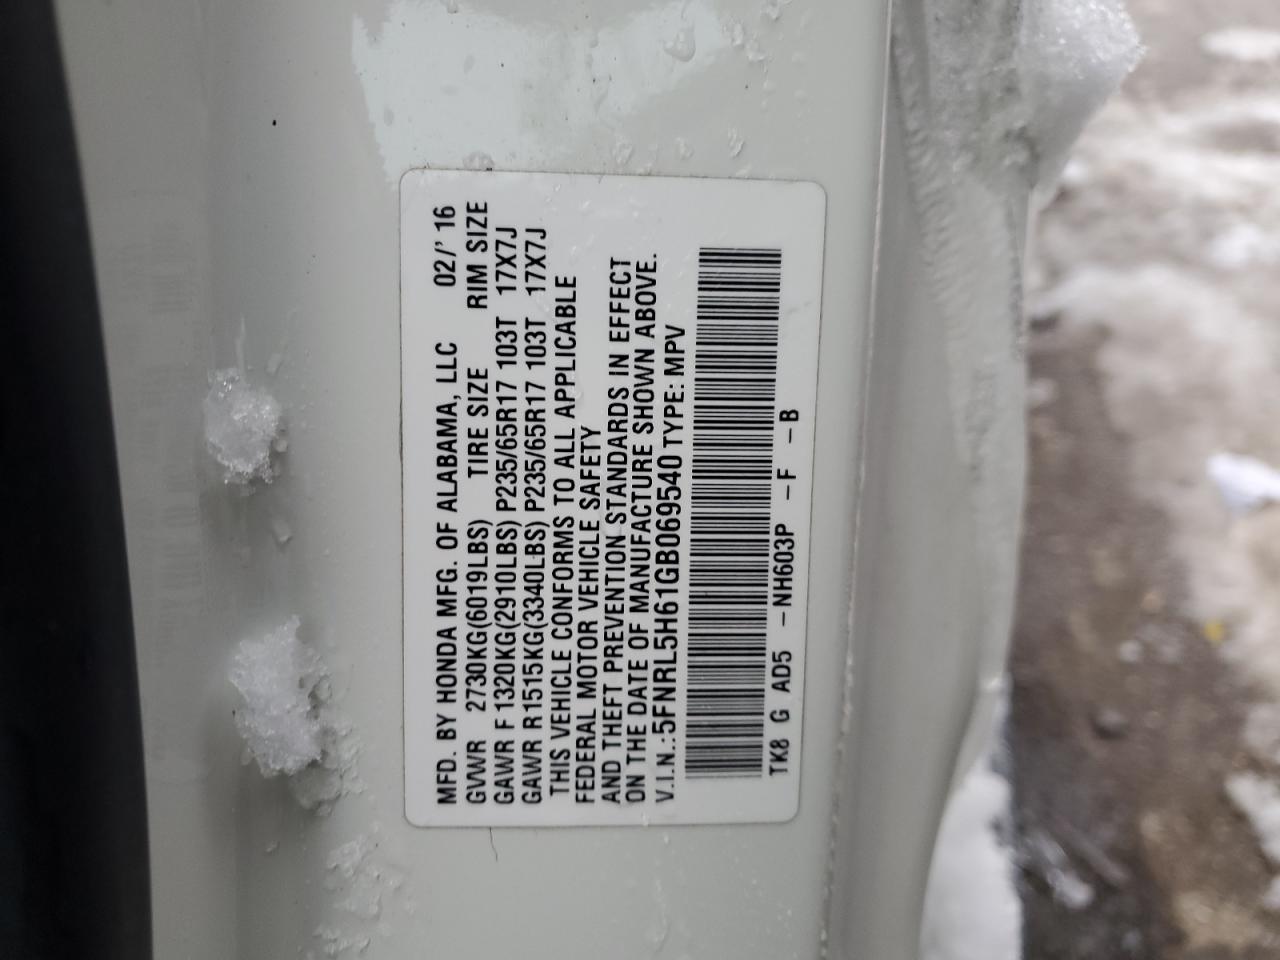 MFD. BY HONDA MFG. OF ALABAMA, LLC 02/' 16
GVWR 2730KG(6019LBS) TIRE SIZE RIM SIZE
GAWR F 1320KG(2910LBS) P235/65R17 103T 17X7J
GAWR R1515KG(3340LBS) P235/65R17 103T 17X7J
THIS VEHICLE CONFORMS TO ALL APPLICABLE
FEDERAL MOTOR VEHICLE SAFETY
AND THEFT PREVENTION STANDARDS IN EFFECT
ON THE DATE OF MANUFACTURE SHOWN ABOVE.
V.I.N.:5FNRL5H61GB069540 TYPE: MPV
TK8 G AD5 -NH603P -F -B